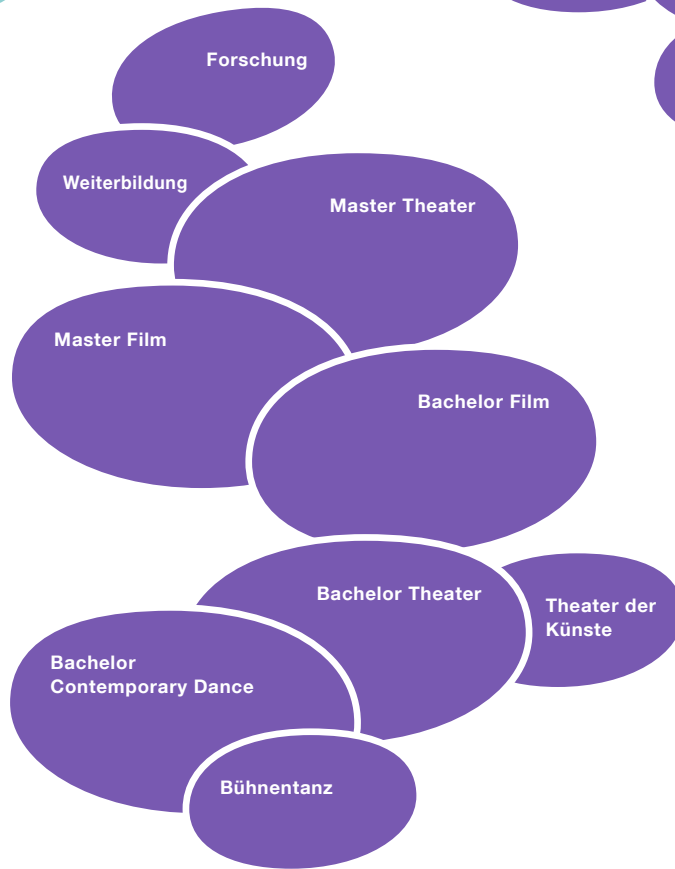 Forschung
Weiterbildung
Master Theater
Master Film
Bachelor Film
Bachelor Theater
Theater der
Künste
Bachelor
Contemporary Dance
Bühnentanz